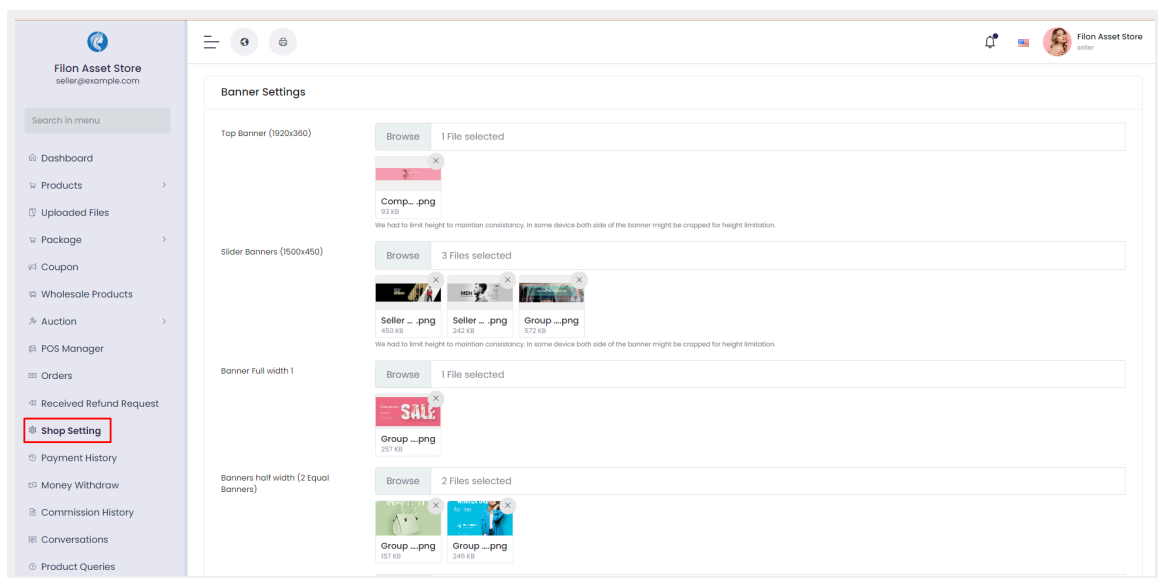 Filon Asset Store
seller@example.com
Search in menu
Dashboard
Products
Uploaded Files
Package
Coupon
Wholesale Products
Auction
POS Manager
Orders
Received Refund Request
Shop Setting
Payment History
Money Withdraw
Commission History
Conversations
Product Queries
Filon Asset Store
seller
Banner Settings
Top Banner (1920x360)
Browse 1 File selected
Comp... .png
93 KB
We had to limit height to maintian consistancy. In some device both side of the banner might be cropped for height limitation.
Slider Banners (1500x450)
Browse 3 Files selected
MEN
Seller ... .png Seller ... .png Group ....png
450 KB 242 KB 572 KB
We had to limit height to maintian consistancy. In some device both side of the banner might be cropped for height limitation.
Banner Full width 1
Browse 1 File selected
SALE
Group ....png
257 KB
Banners half width (2 Equal
Banners)
Browse 2 Files selected
for her
Group ....png Group ....png
157 KB 246 KB